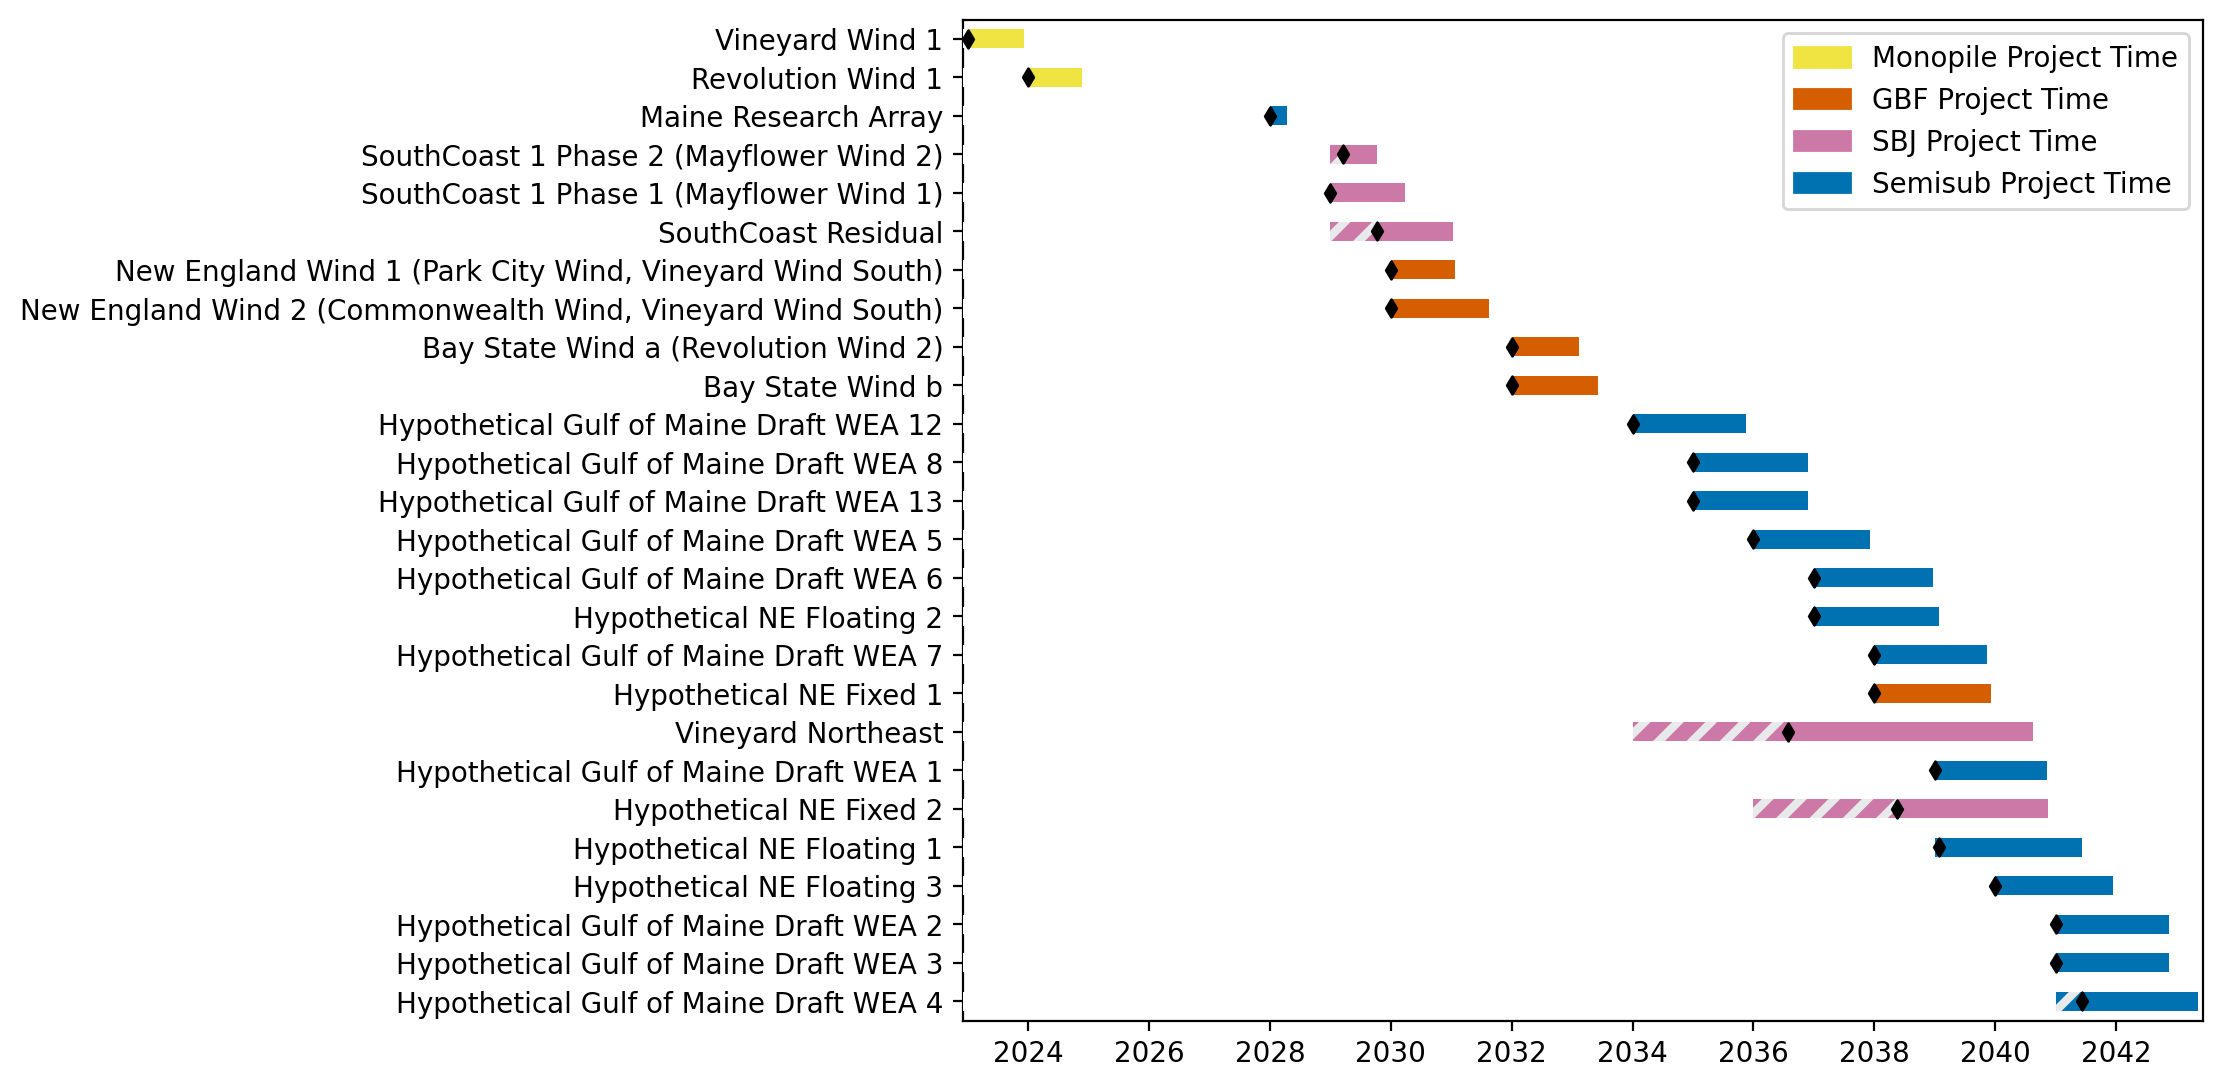 Vineyard Wind 1
Revolution Wind 1
Maine Research Array
SouthCoast 1 Phase 2 (Mayflower Wind 2)
SouthCoast 1 Phase 1 (Mayflower Wind 1)
SouthCoast Residual
New England Wind 1 (Park City Wind, Vineyard Wind South)
New England Wind 2 (Commonwealth Wind, Vineyard Wind South)
Bay State Wind a (Revolution Wind 2)
Bay State Wind b
Hypothetical Gulf of Maine Draft WEA 12
Hypothetical Gulf of Maine Draft WEA 8
Hypothetical Gulf of Maine Draft WEA 13
Hypothetical Gulf of Maine Draft WEA 5
Hypothetical Gulf of Maine Draft WEA 6
Hypothetical NE Floating 2
Hypothetical Gulf of Maine Draft WEA 7
Hypothetical NE Fixed 1
Vineyard Northeast
Hypothetical Gulf of Maine Draft WEA 1
Hypothetical NE Fixed 2
Hypothetical NE Floating 1
Hypothetical NE Floating 3
Hypothetical Gulf of Maine Draft WEA 2
Hypothetical Gulf of Maine Draft WEA 3
Hypothetical Gulf of Maine Draft WEA 4
Monopile Project Time
GBF Project Time
SBJ Project Time
Semisub Project Time
2024 2026 2028 2030 2032 2034 2036 2038 2040 2042